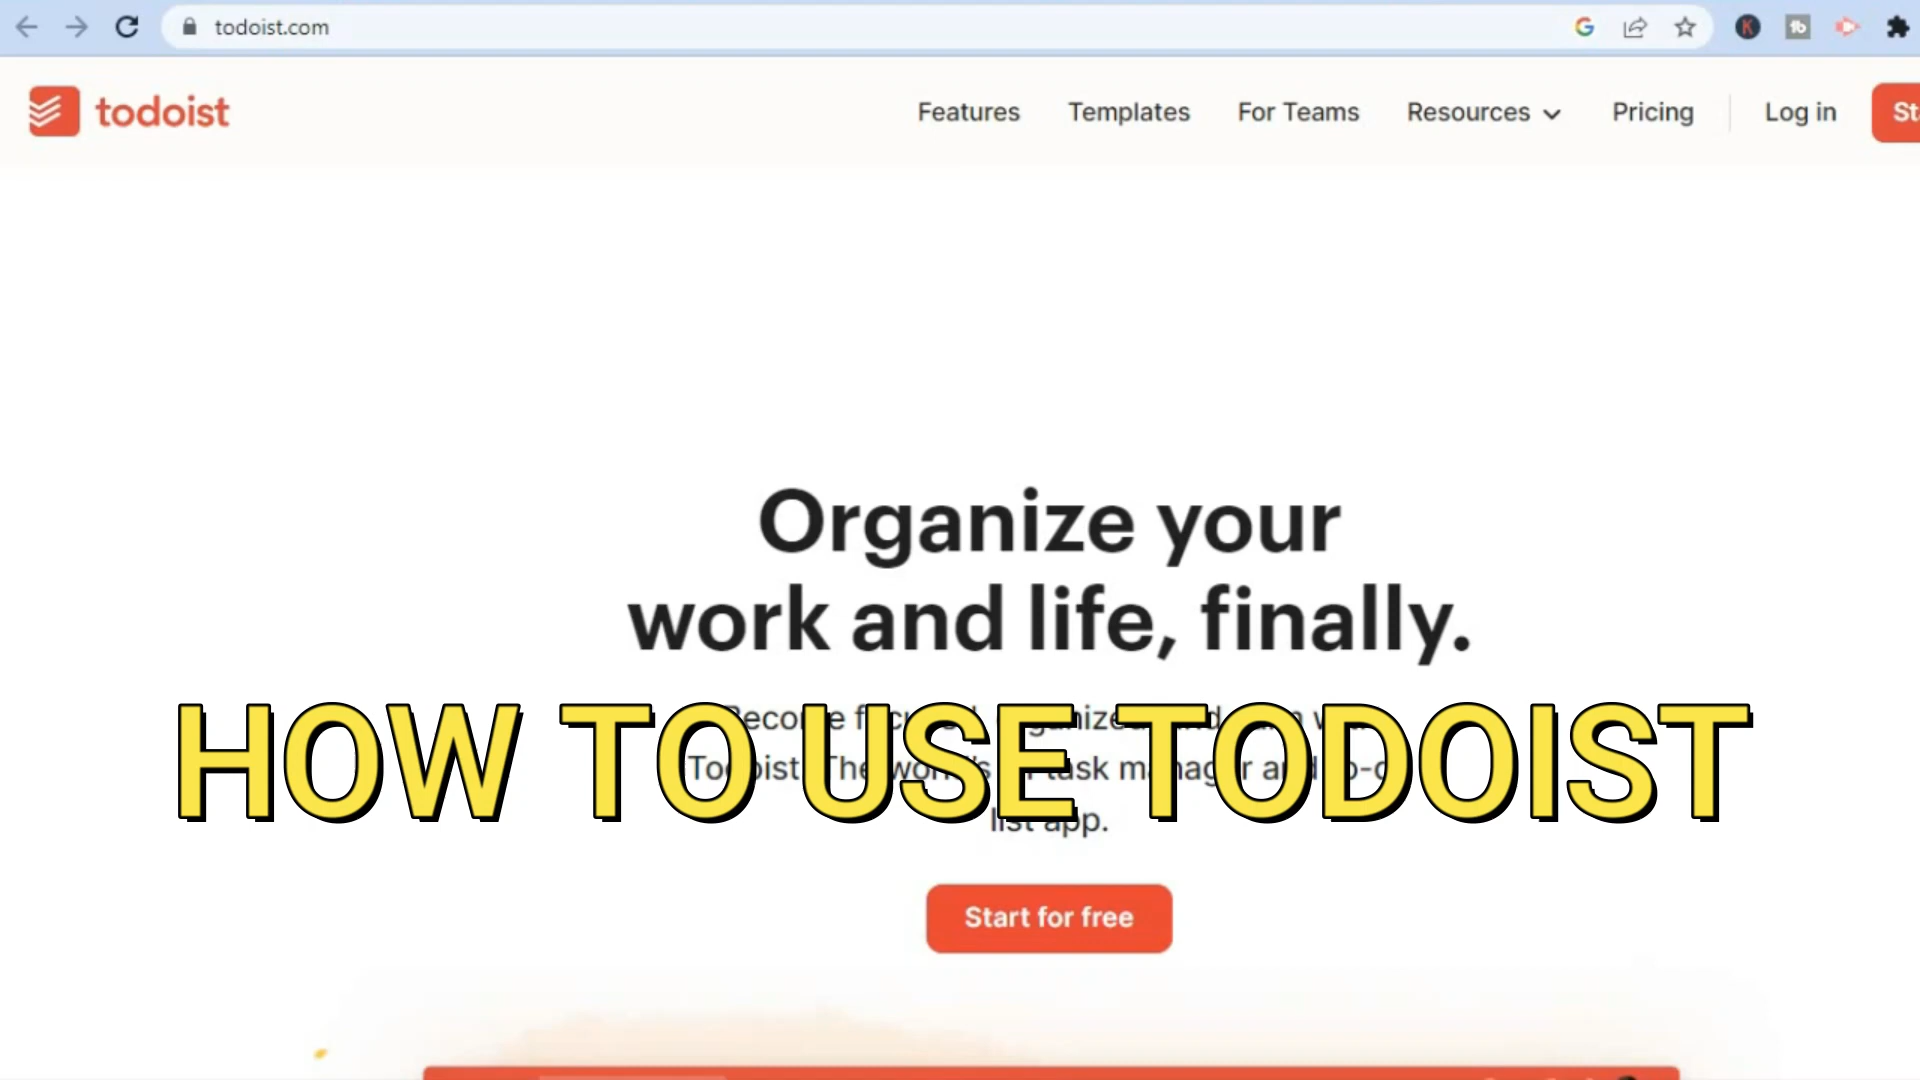 todoist.com
todoist
Features
Templates
For Teams
Resources
Pricing
Log in
Organize your
work and life, finally.
HOW TO USE TODOIST
list app.
Start for free